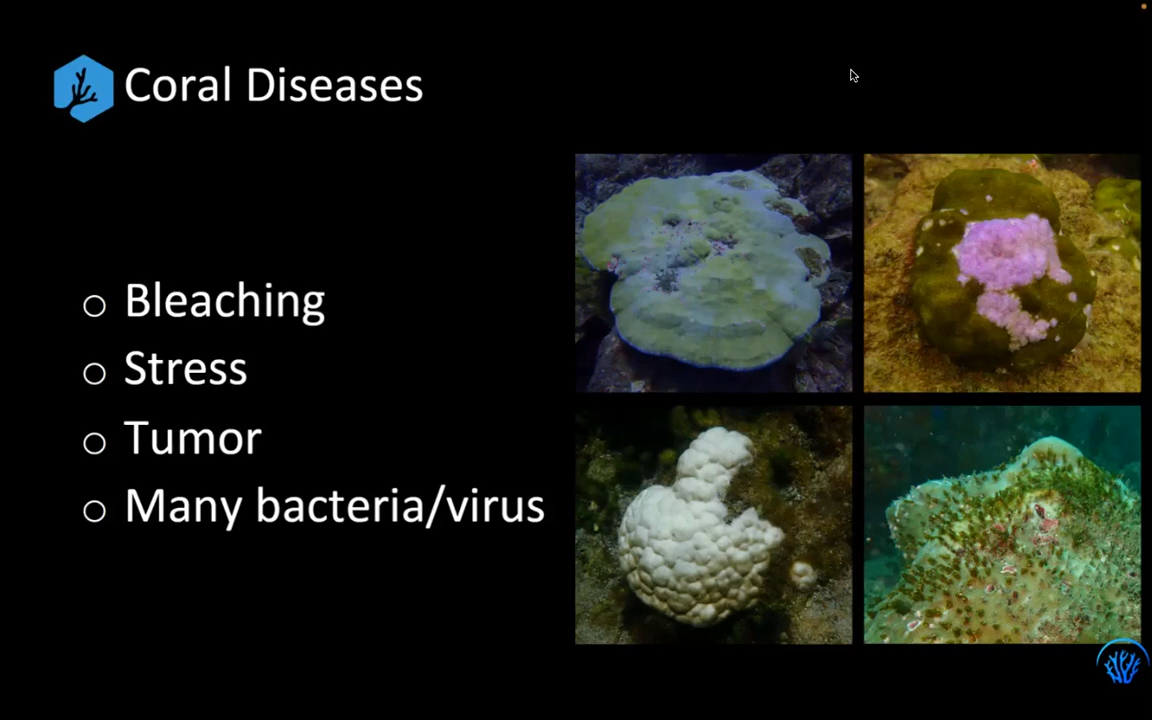 Coral Diseases
Bleaching
Stress
Tumor
Many bacteria/virus